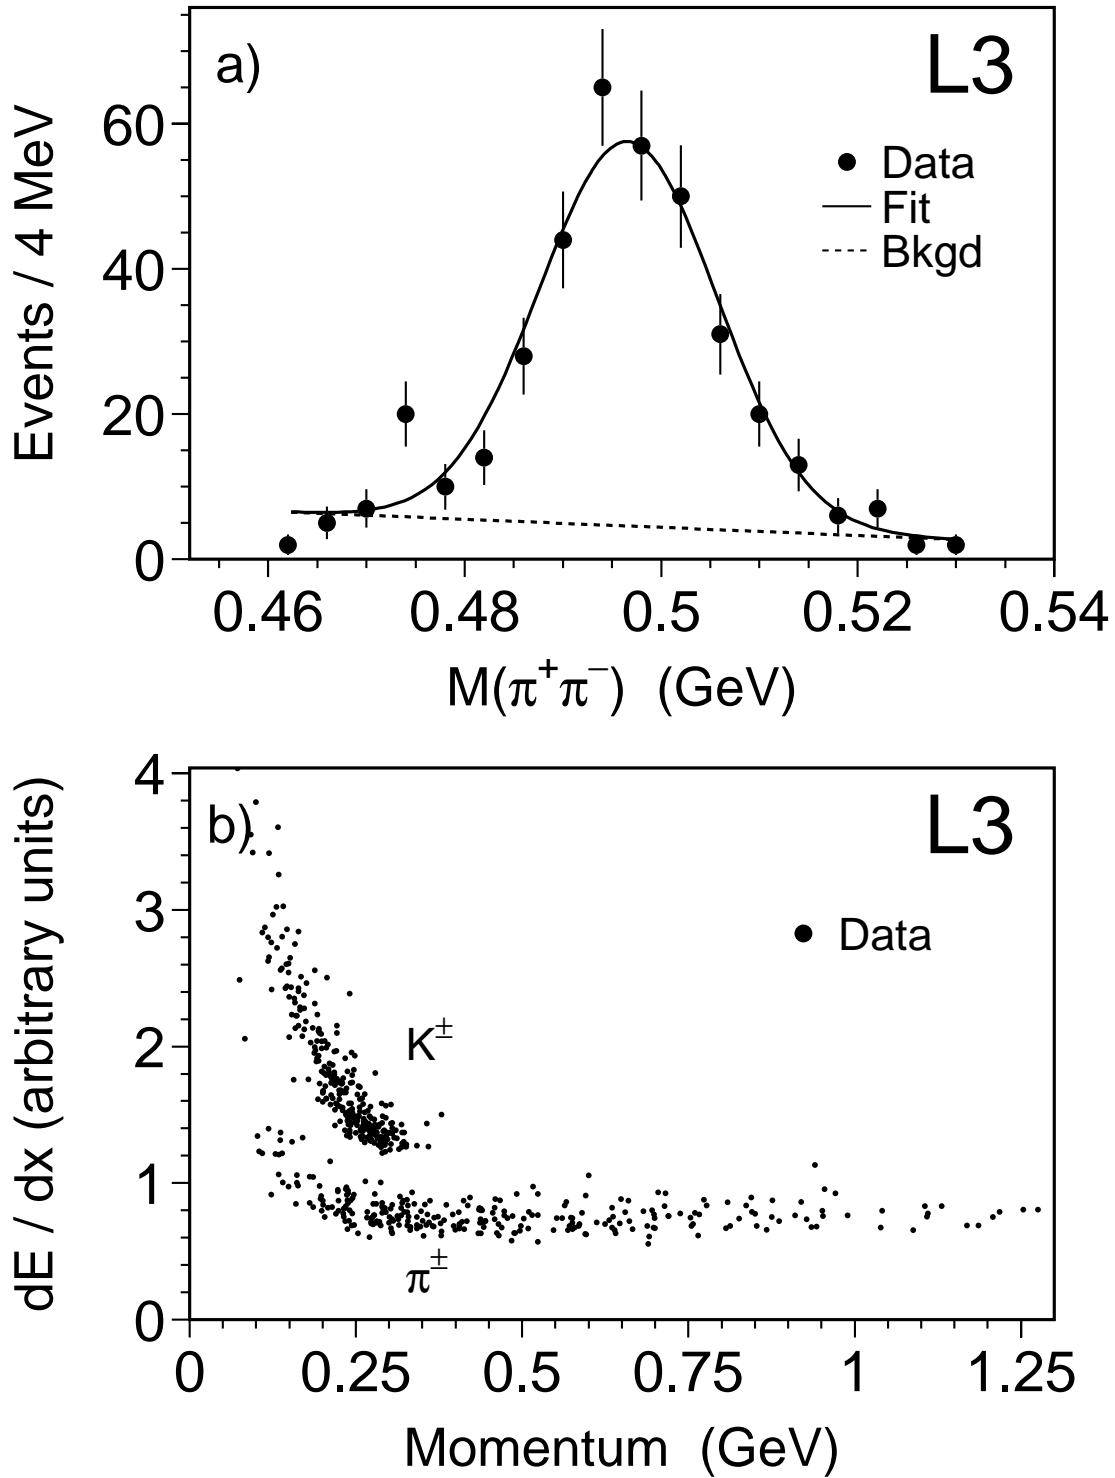 a)
L3
Data
Fit
Bkgd
Events / 4 MeV
60
40
20
0
0.46 0.48 0.5 0.52 0.54
M(π⁺π⁻) (GeV)
b)
L3
Data
K±
π±
dE / dx (arbitrary units)
4
3
2
1
0
0 0.25 0.5 0.75 1 1.25
Momentum (GeV)